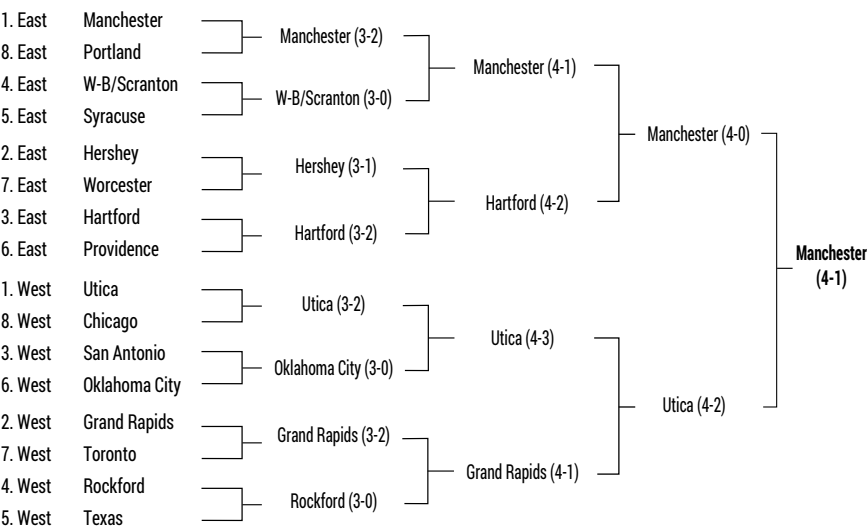 1. East Manchester
8. East Portland
4. East W-B/Scranton
5. East Syracuse
2. East Hershey
7. East Worcester
3. East Hartford
6. East Providence
1. West Utica
8. West Chicago
3. West San Antonio
6. West Oklahoma City
2. West Grand Rapids
7. West Toronto
4. West Rockford
5. West Texas
Manchester (3-2)
W-B/Scranton (3-0)
Hershey (3-1)
Hartford (3-2)
Utica (3-2)
Oklahoma City (3-0)
Grand Rapids (3-2)
Rockford (3-0)
Manchester (4-1)
Hartford (4-2)
Utica (4-3)
Grand Rapids (4-1)
Manchester (4-0)
Utica (4-2)
Manchester
(4-1)